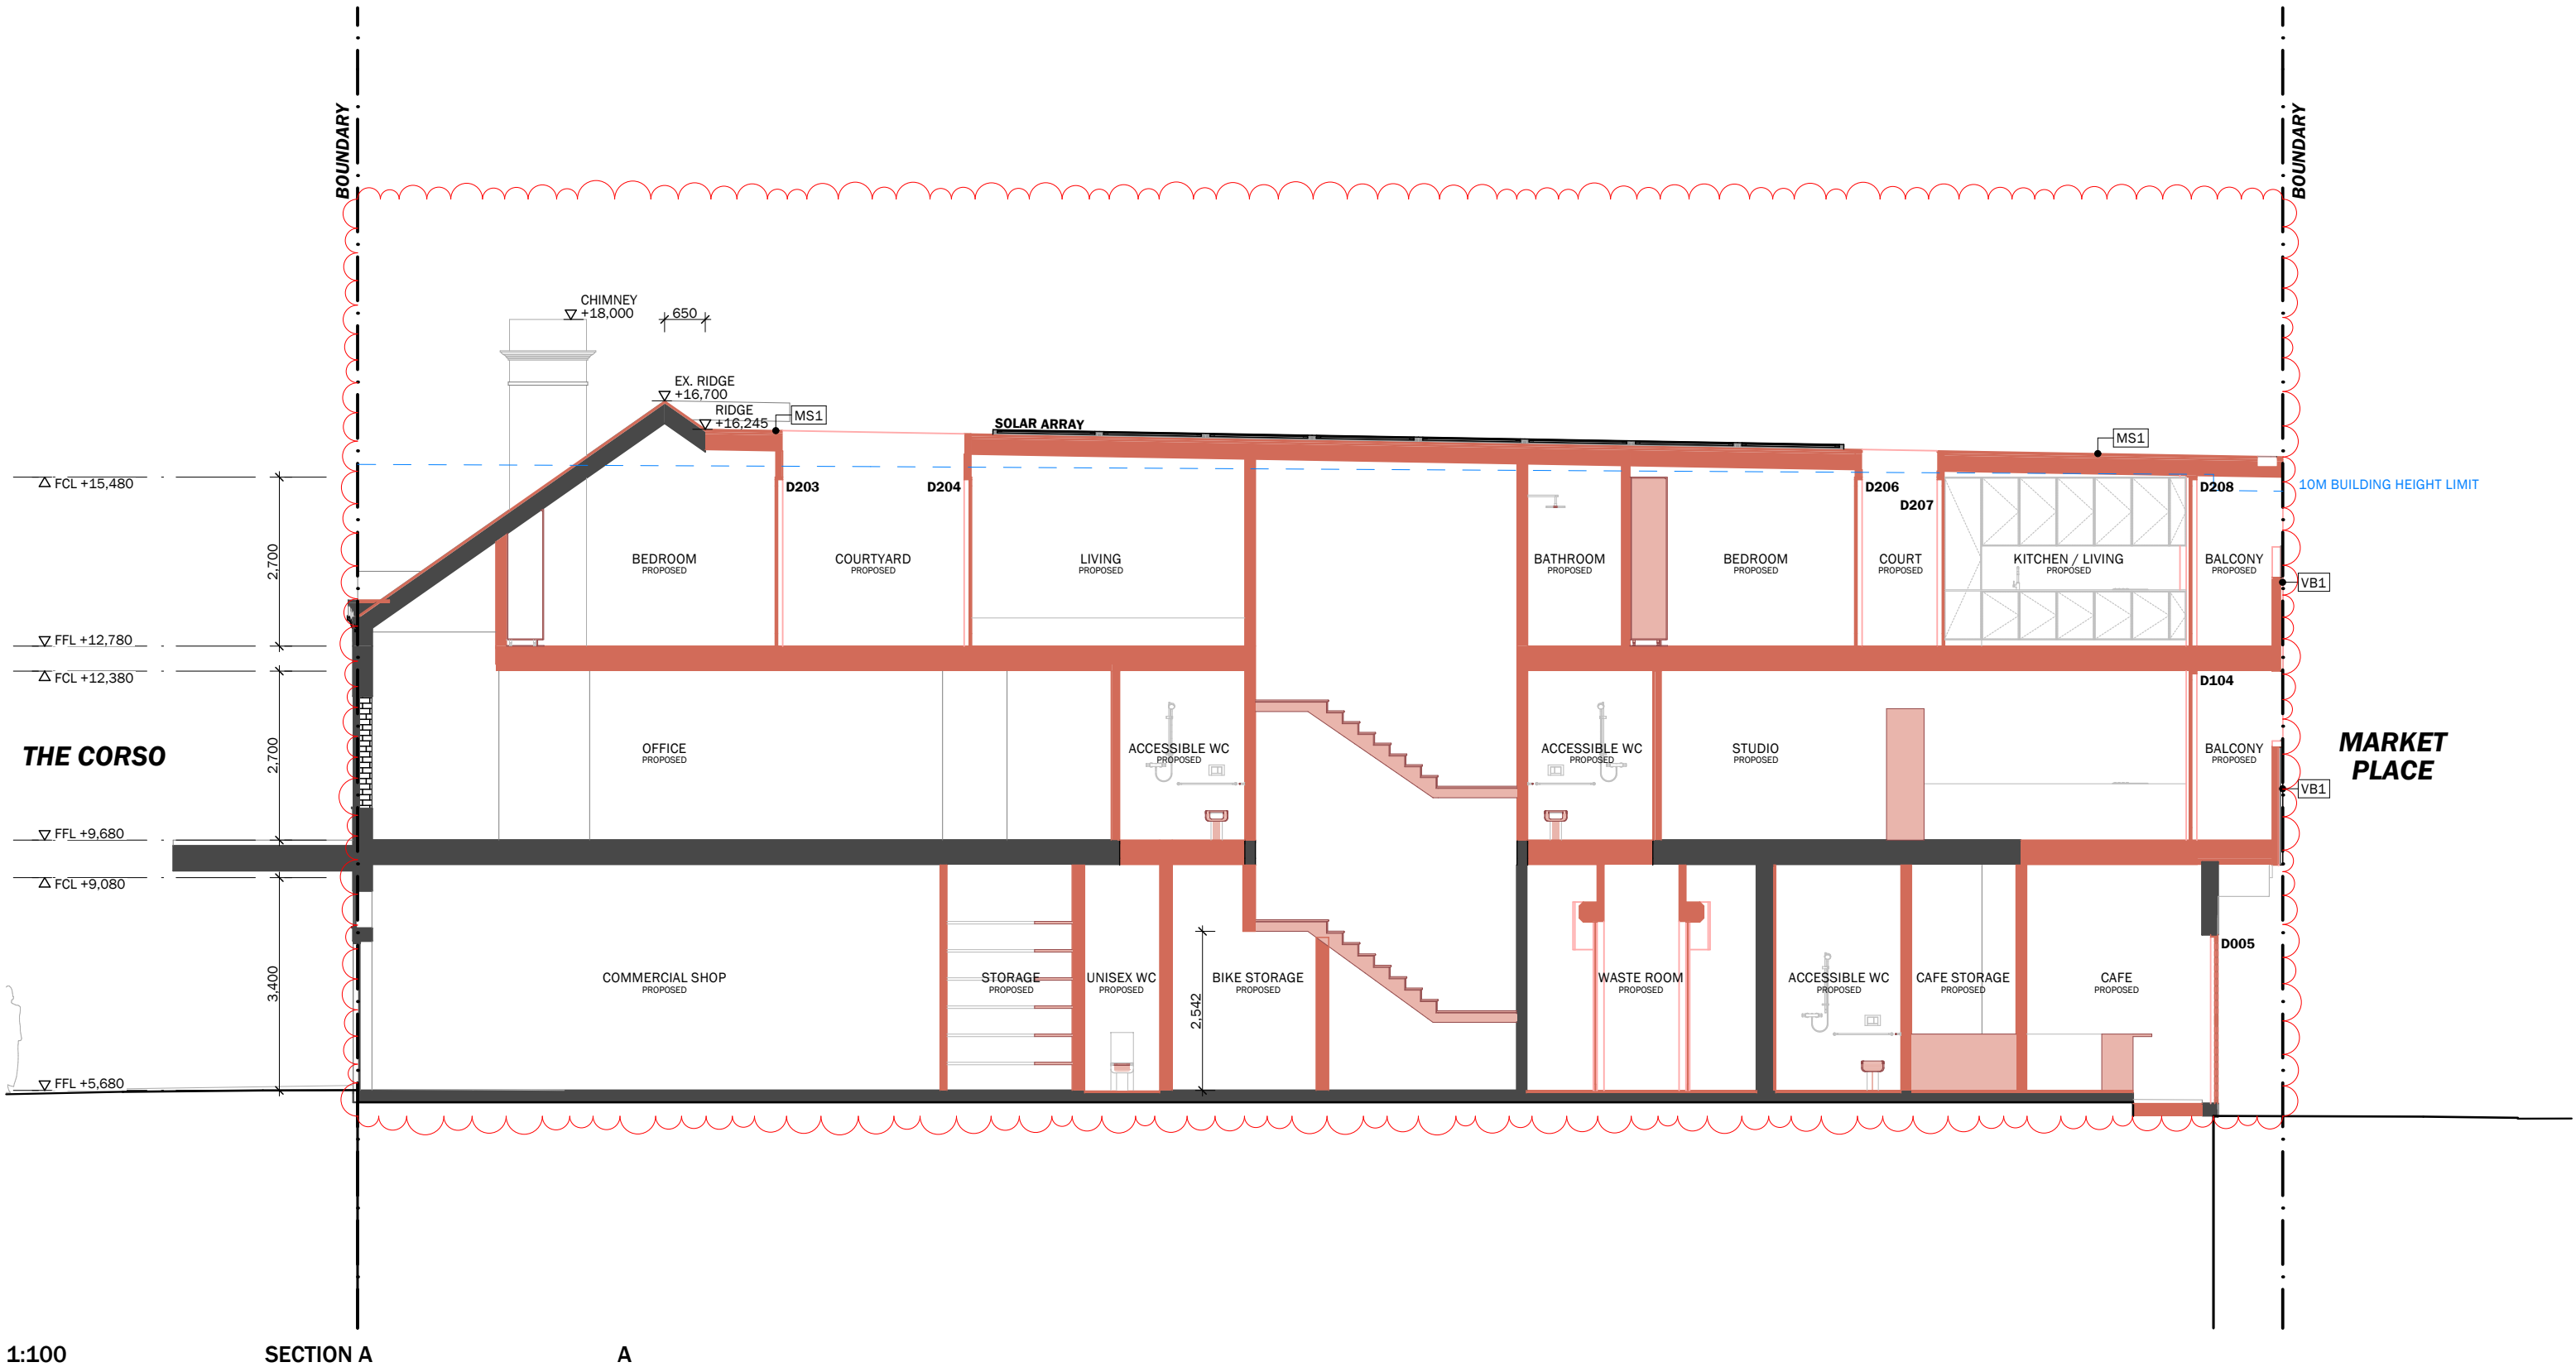 BOUNDARY
BOUNDARY
CHIMNEY
+18,000
650
EX. RIDGE
+16,700
RIDGE
+16,245
MS1
SOLAR ARRAY
MS1
FCL +15,480
D203
D204
D206
D207
D208
10M BUILDING HEIGHT LIMIT
2,700
BEDROOM
PROPOSED
COURTYARD
PROPOSED
LIVING
PROPOSED
BATHROOM
PROPOSED
BEDROOM
PROPOSED
COURT
PROPOSED
KITCHEN / LIVING
PROPOSED
BALCONY
PROPOSED
VB1
FFL +12,780
FCL +12,380
D104
THE CORSO
2,700
OFFICE
PROPOSED
ACCESSIBLE WC
PROPOSED
ACCESSIBLE WC
PROPOSED
STUDIO
PROPOSED
BALCONY
PROPOSED
MARKET
PLACE
VB1
FFL +9,680
FCL +9,080
D005
3,400
COMMERCIAL SHOP
PROPOSED
STORAGE
PROPOSED
UNISEX WC
PROPOSED
BIKE STORAGE
PROPOSED
2,542
WASTE ROOM
PROPOSED
ACCESSIBLE WC
PROPOSED
CAFE STORAGE
PROPOSED
CAFE
PROPOSED
FFL +5,680
1:100
SECTION A
A